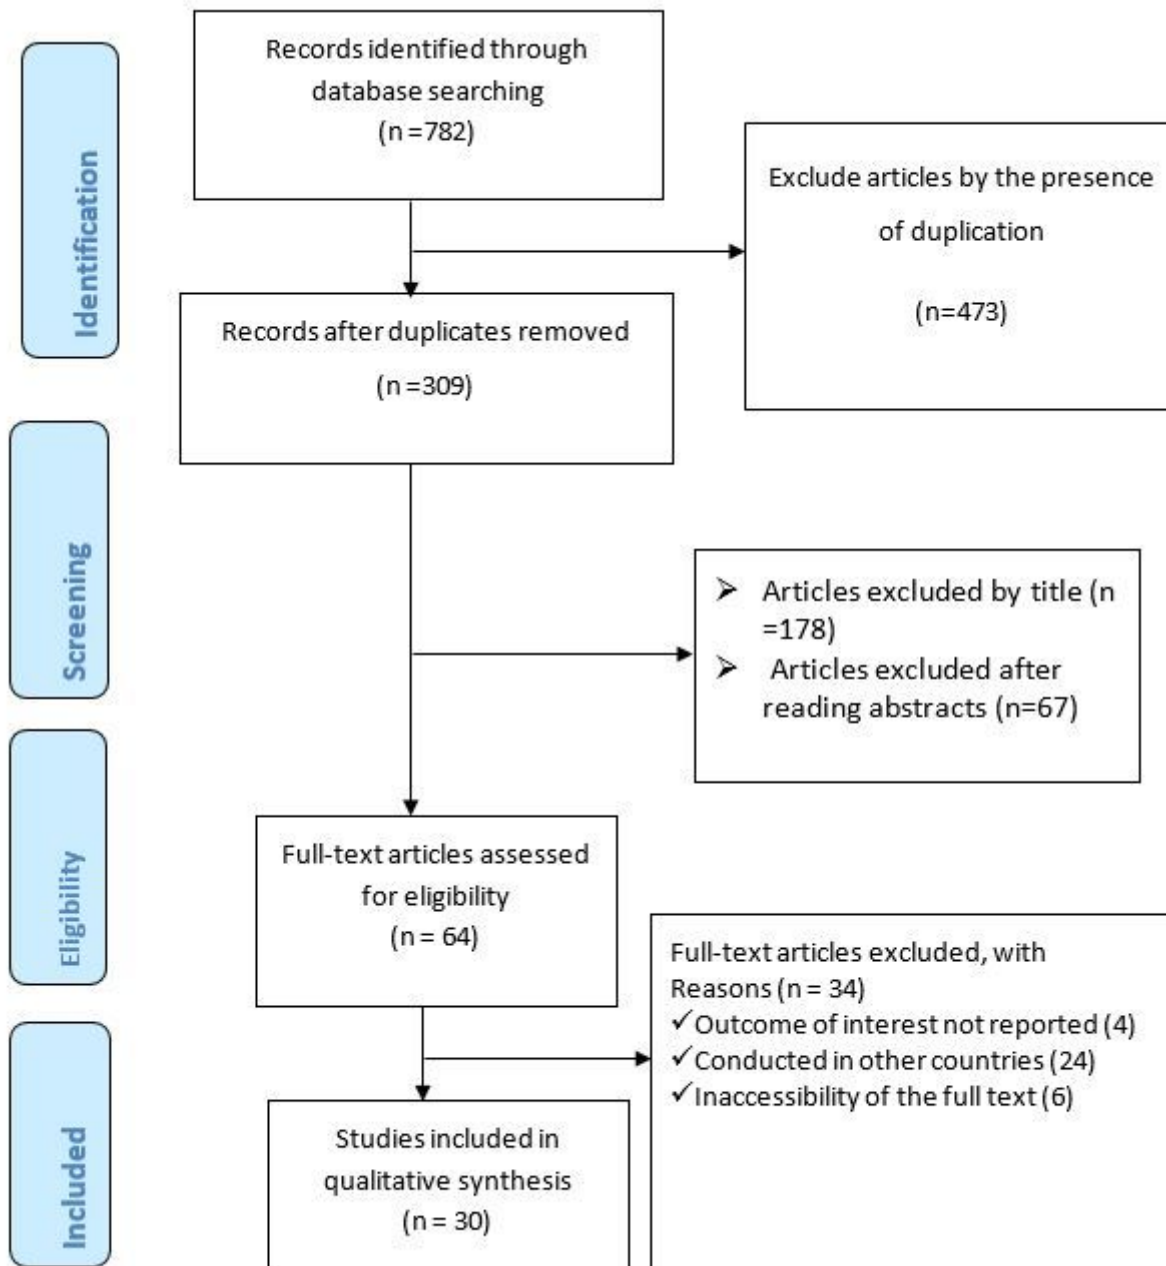 Identification
Records identified through
database searching
(n =782)
Exclude articles by the presence
of duplication
(n=473)
Records after duplicates removed
(n =309)
Screening
➢ Articles excluded by title (n
=178)
➢ Articles excluded after
reading abstracts (n=67)
Eligibility
Full-text articles assessed
for eligibility
(n = 64)
Full-text articles excluded, with
Reasons (n = 34)
✓Outcome of interest not reported (4)
✓Conducted in other countries (24)
✓Inaccessibility of the full text (6)
Included
Studies included in
qualitative synthesis
(n = 30)